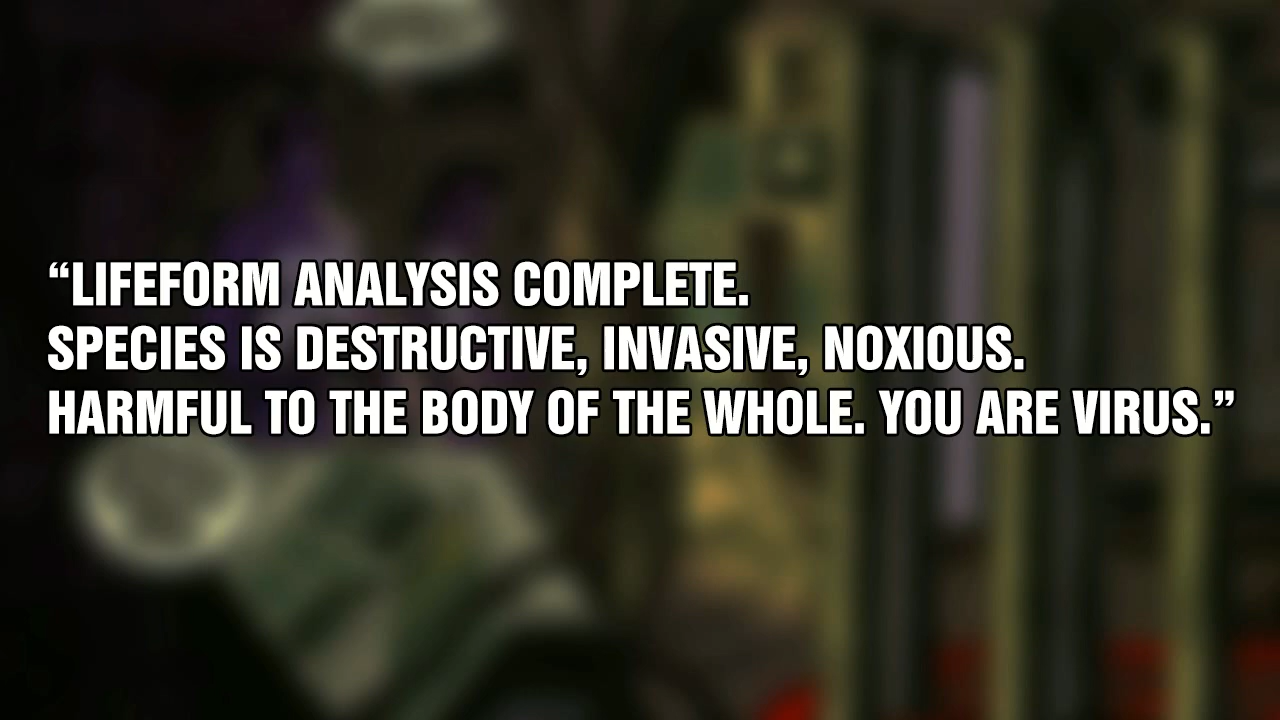 “LIFEFORM ANALYSIS COMPLETE.
SPECIES IS DESTRUCTIVE, INVASIVE, NOXIOUS.
HARMFUL TO THE BODY OF THE WHOLE. YOU ARE VIRUS.”